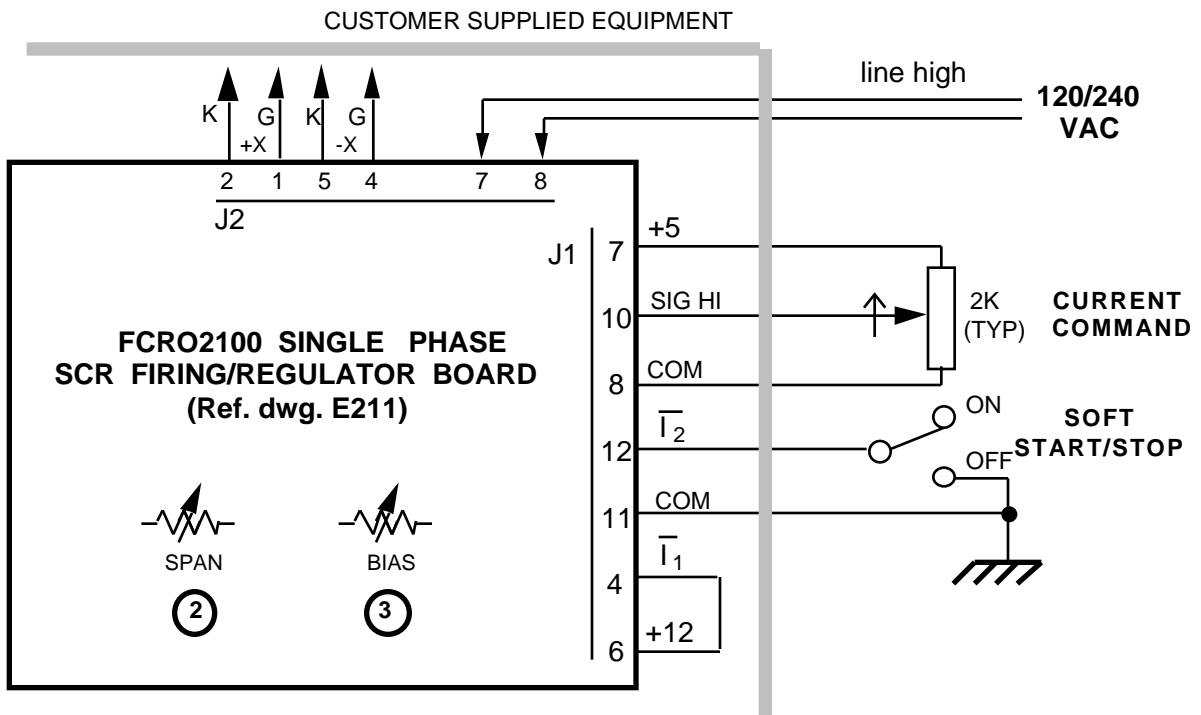 CUSTOMER SUPPLIED EQUIPMENT
line high
120/240
VAC
K G K G
+X -X
2 1 5 4 7 8
J2
J1
7 +5
10 SIG HI
8 COM
2K
(TYP)
CURRENT
COMMAND
FCRO2100 SINGLE PHASE
SCR FIRING/REGULATOR BOARD
(Ref. dwg. E211)
12 I̅2
ON
OFF
SOFT
START/STOP
11 COM
4 I̅1
6 +12
SPAN
2
BIAS
3